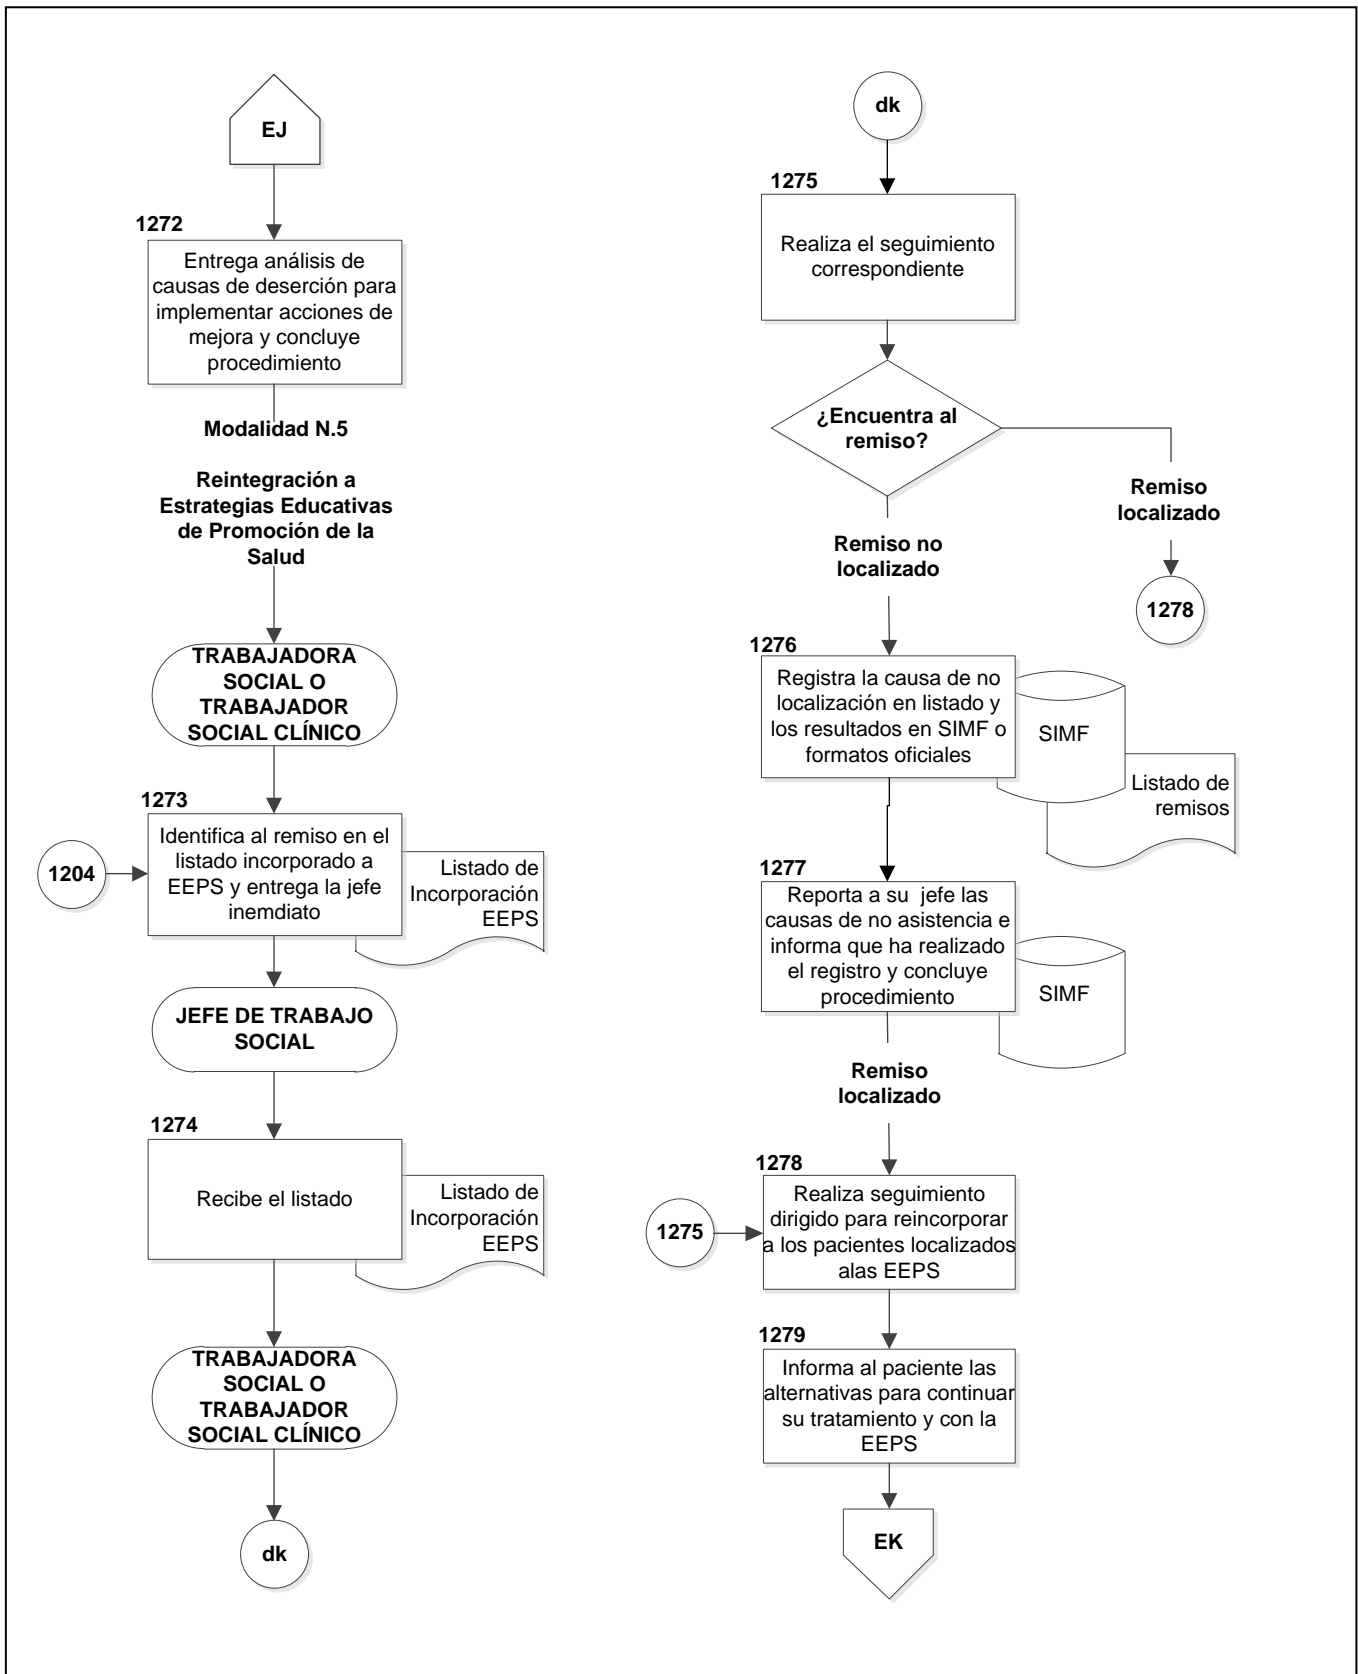 EJ
1272
Entrega análisis de
causas de deserción para
implementar acciones de
mejora y concluye
procedimiento
Modalidad N.5
Reintegración a
Estrategias Educativas
de Promoción de la
Salud
TRABAJADORA
SOCIAL O
TRABAJADOR
SOCIAL CLÍNICO
1273
1204
Identifica al remiso en el
listado incorporado a
EEPS y entrega la jefe
inemdiato
Listado de
Incorporación
EEPS
JEFE DE TRABAJO
SOCIAL
1274
Recibe el listado
Listado de
Incorporación
EEPS
TRABAJADORA
SOCIAL O
TRABAJADOR
SOCIAL CLÍNICO
dk
dk
1275
Realiza el seguimiento
correspondiente
¿Encuentra al
remiso?
Remiso
localizado
1278
Remiso no
localizado
1276
Registra la causa de no
localización en listado y
los resultados en SIMF o
formatos oficiales
SIMF
Listado de
remisos
1277
Reporta a su jefe las
causas de no asistencia e
informa que ha realizado
el registro y concluye
procedimiento
SIMF
Remiso
localizado
1278
1275
Realiza seguimiento
dirigido para reincorporar
a los pacientes localizados
alas EEPS
1279
Informa al paciente las
alternativas para continuar
su tratamiento y con la
EEPS
EK